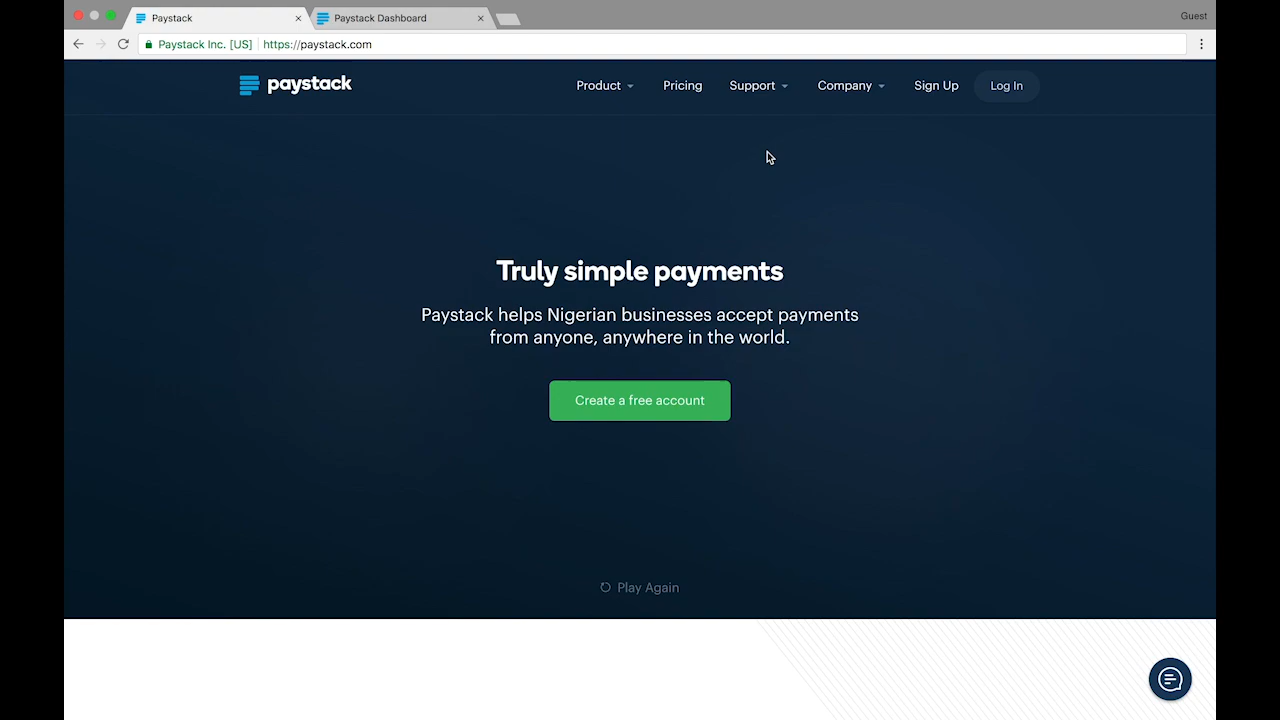 Paystack
Paystack Dashboard
Guest
Paystack Inc. [US] https://paystack.com
paystack
Product Pricing Support Company Sign Up Log In
Truly simple payments
Paystack helps Nigerian businesses accept payments
from anyone, anywhere in the world.
Create a free account
Play Again